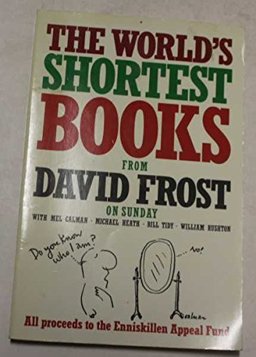 THE WORLD'S
SHORTEST
BOOKS
FROM
DAVID FROST
ON SUNDAY
WITH MEL CALMAN · MICHAEL HEATH · BILL TIDY · WILLIAM RUSHTON
Do you know
who I am?
NO!
calman
All proceeds to the Enniskillen Appeal Fund